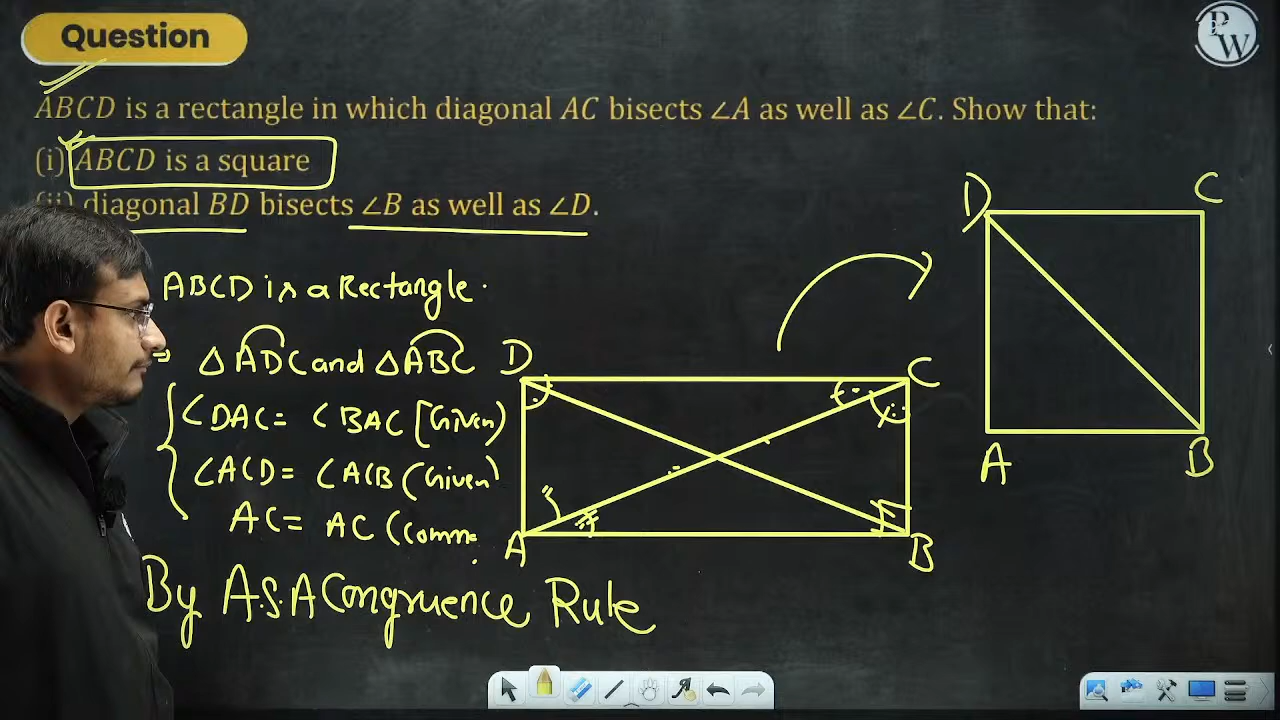 Question
PW
ABCD is a rectangle in which diagonal AC bisects ∠A as well as ∠C. Show that:
(i) ABCD is a square
(ii) diagonal BD bisects ∠B as well as ∠D.
ABCD is a Rectangle.
⇒ △ADC and △ABC
∠DAC = ∠BAC [Given)
∠ACD = ∠ACB (Given)
AC = AC (Comm
By A.S.A Congruence Rule
D C
A B
D C
A B